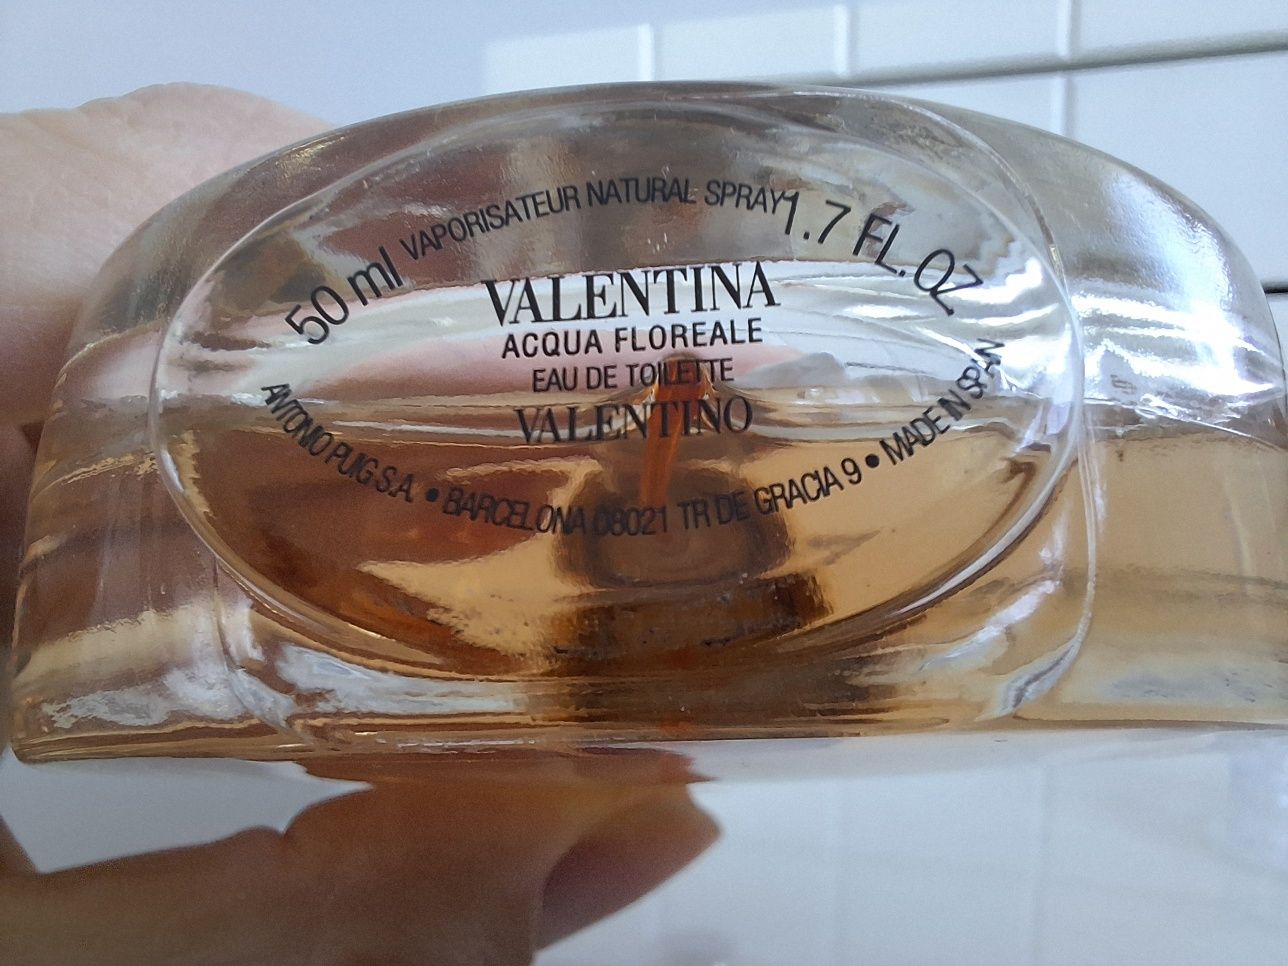 50 ml VAPORISATEUR NATURAL SPRAY 1.7 FL.OZ
VALENTINA
ACQUA FLOREALE
EAU DE TOILETTE
VALENTINO
ANTONIO PUIG S.A. • BARCELONA 08021 TR DE GRACIA 9 • MADE IN SPAIN